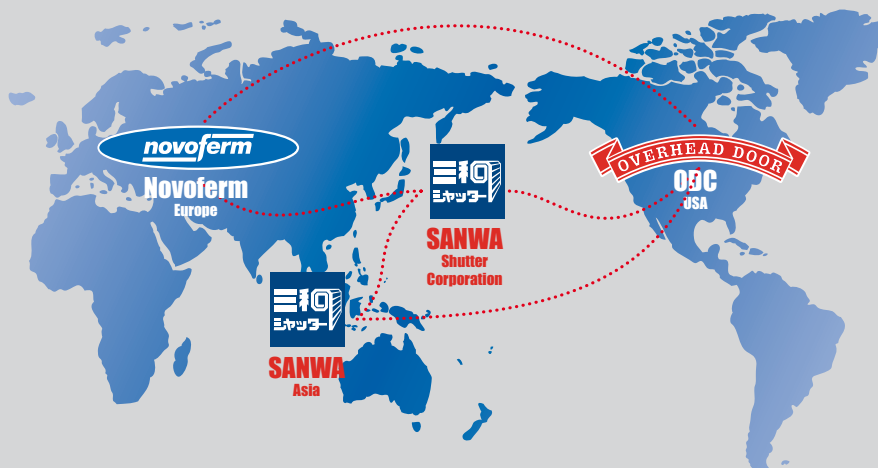 novoferm
Novoferm
Europe
三和
シャッター
SANWA
Shutter
Corporation
OVERHEAD DOOR
ODC
USA
三和
シャッター
SANWA
Asia